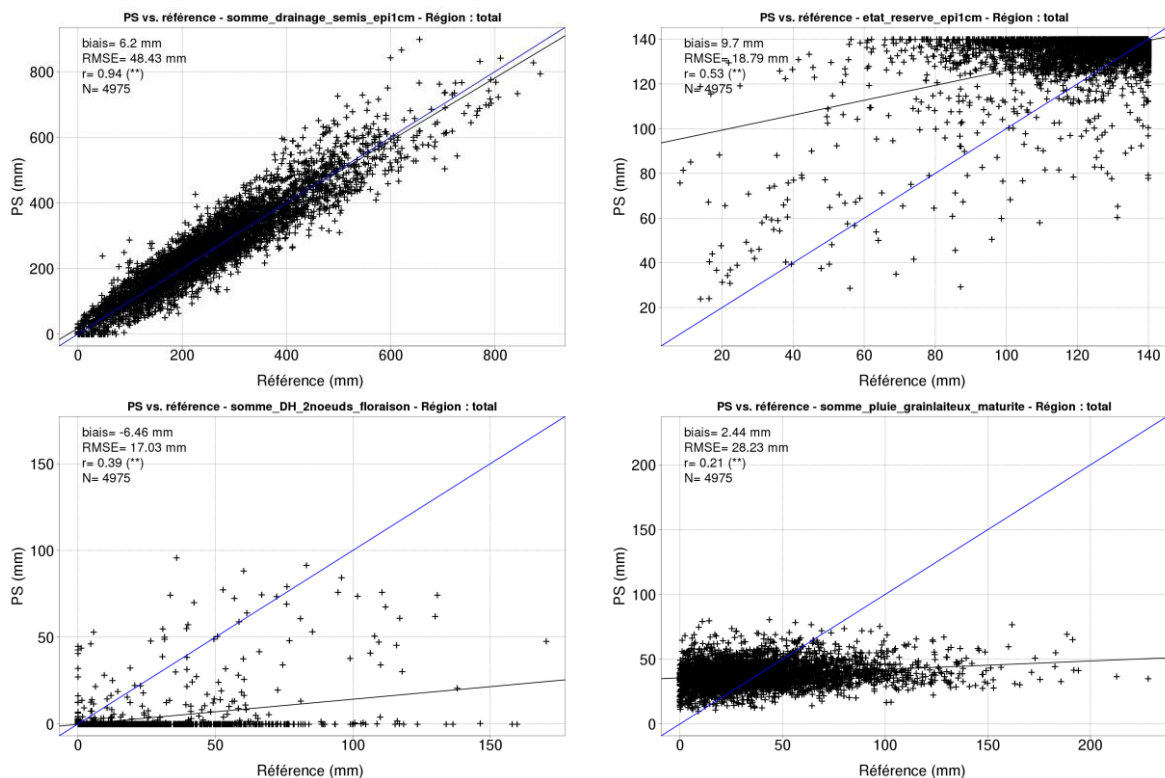 PS vs. référence - somme_drainage_semis_epi1cm - Région : total
biais= 6.2 mm
RMSE= 48.43 mm
r= 0.94 (**)
N= 4975
PS (mm)
800
600
400
200
0
0 200 400 600 800
Référence (mm)
PS vs. référence - etat_reserve_epi1cm - Région : total
biais= 9.7 mm
RMSE= 18.79 mm
r= 0.53 (**)
N= 4975
PS (mm)
140
120
100
80
60
40
20
20 40 60 80 100 120 140
Référence (mm)
PS vs. référence - somme_DH_2noeuds_floraison - Région : total
biais= -6.46 mm
RMSE= 17.03 mm
r= 0.39 (**)
N= 4975
PS (mm)
150
100
50
0
0 50 100 150
Référence (mm)
PS vs. référence - somme_pluie_grainlaiteux_maturite - Région : total
biais= 2.44 mm
RMSE= 28.23 mm
r= 0.21 (**)
N= 4975
PS (mm)
200
150
100
50
0
0 50 100 150 200
Référence (mm)